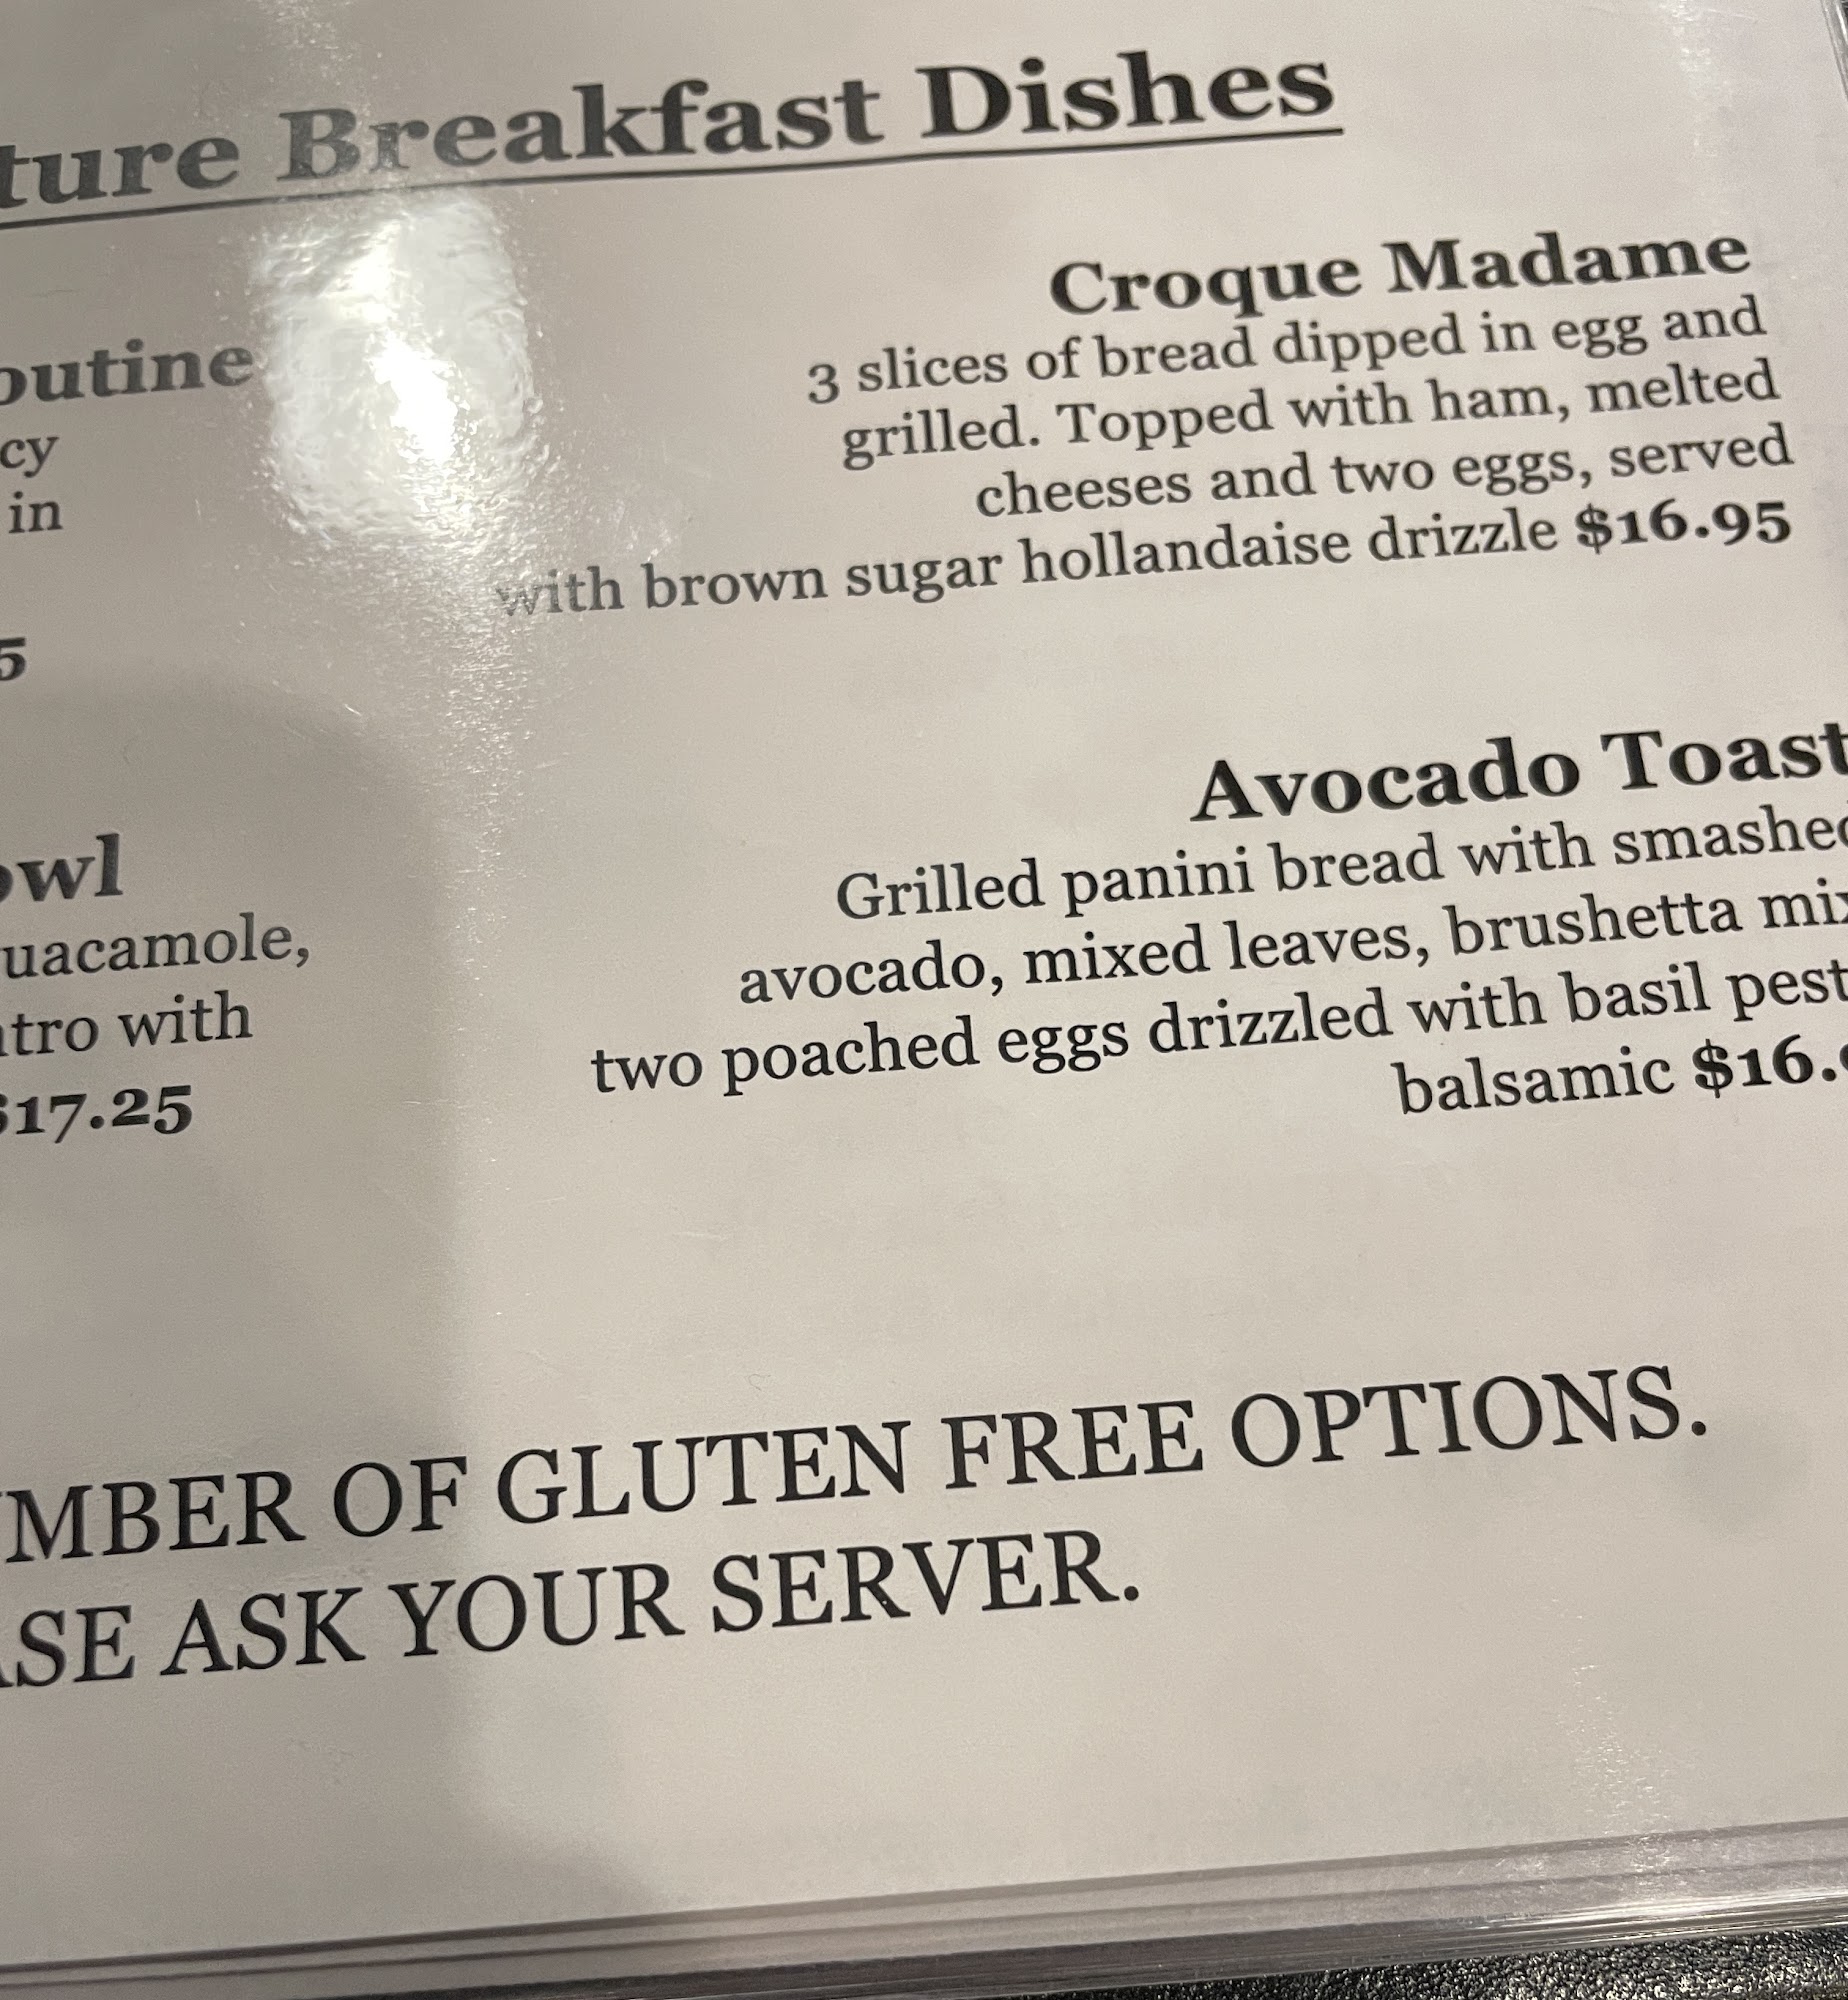 ture Breakfast Dishes
outine
cy
in
5
Croque Madame
3 slices of bread dipped in egg and
grilled. Topped with ham, melted
cheeses and two eggs, served
with brown sugar hollandaise drizzle $16.95
owl
uacamole,
tro with
$17.25
Avocado Toast
Grilled panini bread with smashed
avocado, mixed leaves, brushetta mix
two poached eggs drizzled with basil pest
balsamic $16.9
MBER OF GLUTEN FREE OPTIONS.
ASE ASK YOUR SERVER.